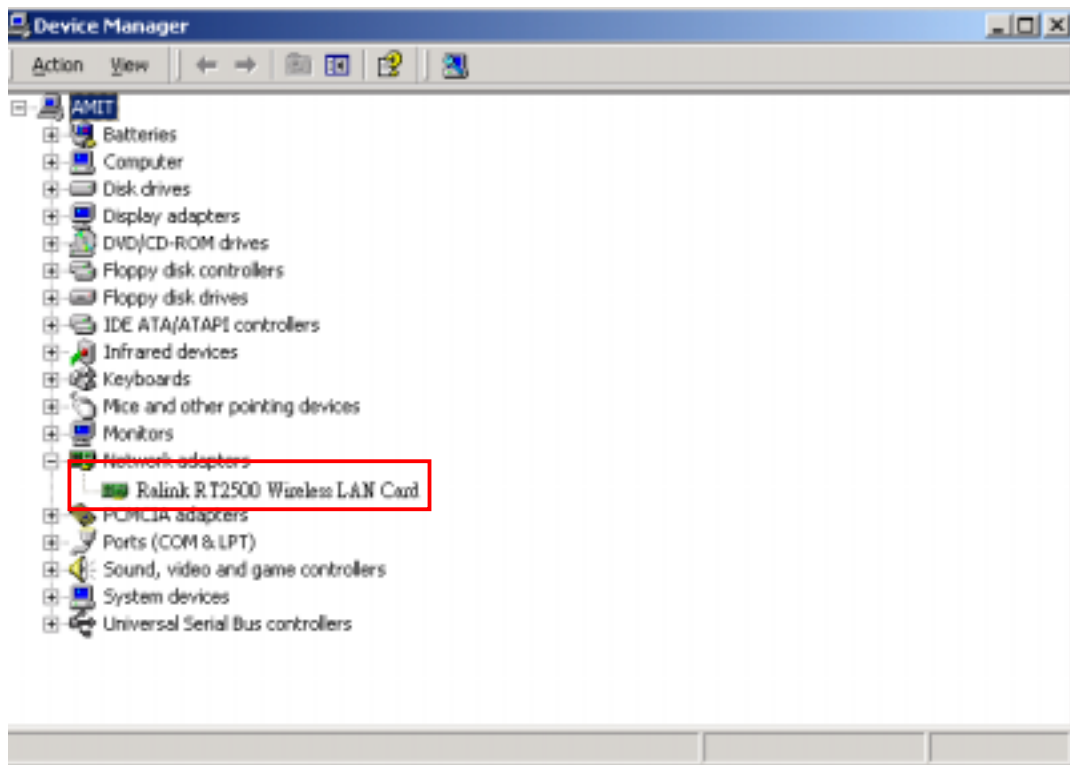 Device Manager
Action View
AMIT
Batteries
Computer
Disk drives
Display adapters
DVD/CD-ROM drives
Floppy disk controllers
Floppy disk drives
IDE ATA/ATAPI controllers
Infrared devices
Keyboards
Mice and other pointing devices
Monitors
Network adapters
Ralink RT2500 Wireless LAN Card
PCMCIA adapters
Ports (COM & LPT)
Sound, video and game controllers
System devices
Universal Serial Bus controllers